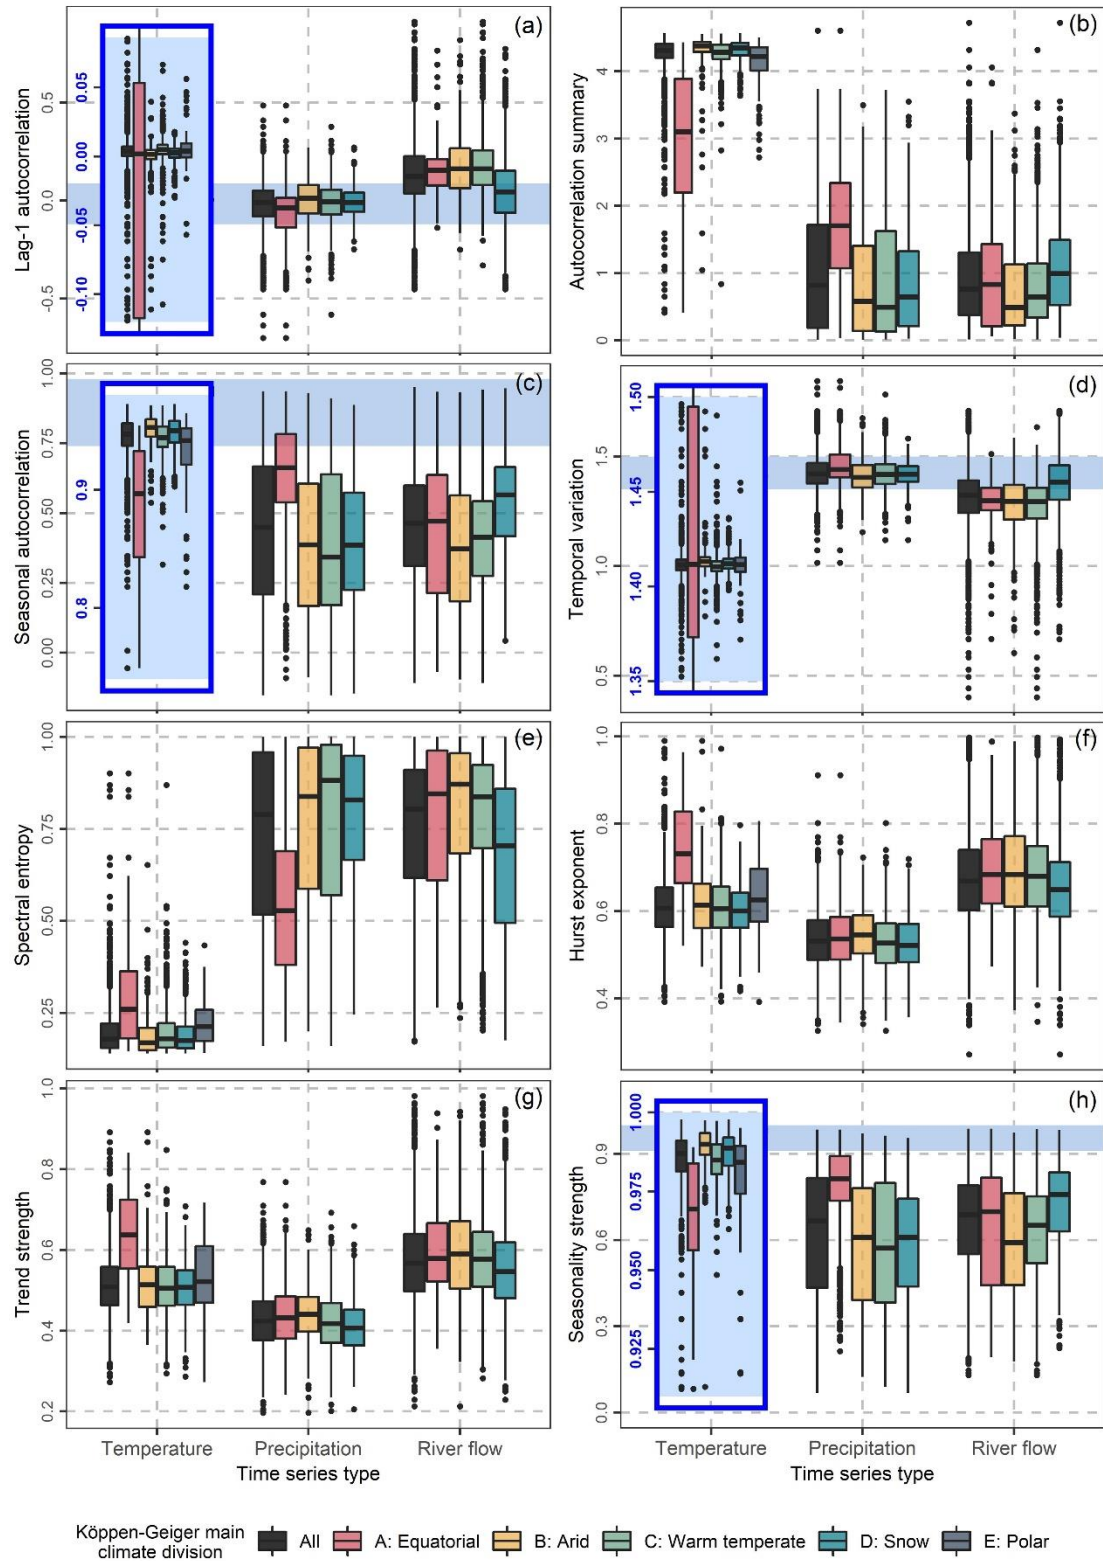 (a)
Lag-1 autocorrelation
0.5
0.0
-0.5
0.05
0.00
-0.05
-0.10
(b)
Autocorrelation summary
4
3
2
1
0
(c)
Seasonal autocorrelation
1.00
0.75
0.50
0.25
0.00
0.9
0.8
(d)
Temporal variation
1.5
1.0
0.5
1.50
1.45
1.40
1.35
(e)
Spectral entropy
1.00
0.75
0.50
0.25
(f)
Hurst exponent
1.0
0.8
0.6
0.4
(g)
Trend strength
1.0
0.8
0.6
0.4
0.2
Temperature Precipitation River flow
Time series type
(h)
Seasonality strength
0.9
0.6
0.3
0.0
1.000
0.975
0.950
0.925
Temperature Precipitation River flow
Time series type
Köppen-Geiger main
climate division
All A: Equatorial B: Arid C: Warm temperate D: Snow E: Polar